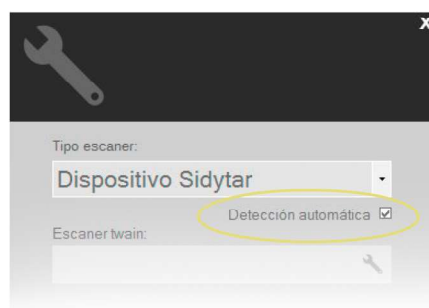 X
Tipo escaner:
Dispositivo Sidytar
Detección automática
Escaner twain: